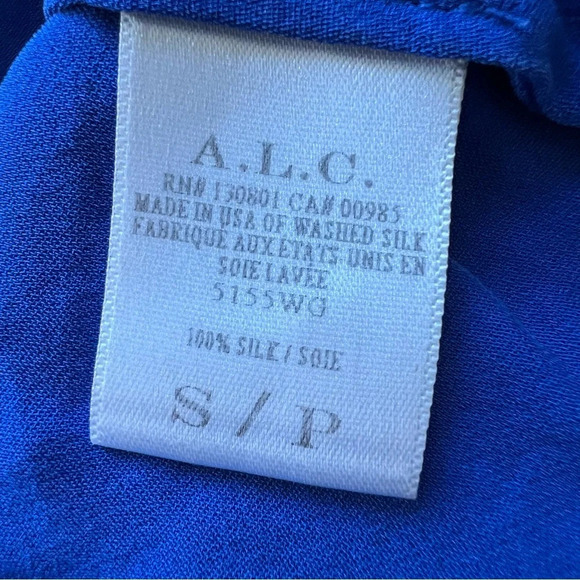 A.L.C.
RN# 130801 CA# 00985
MADE IN USA OF WASHED SILK
FABRIQUE AUX ETATS UNIS EN
SOIE LAVÉE
5155WG
100% SILK / SOIE
S / P